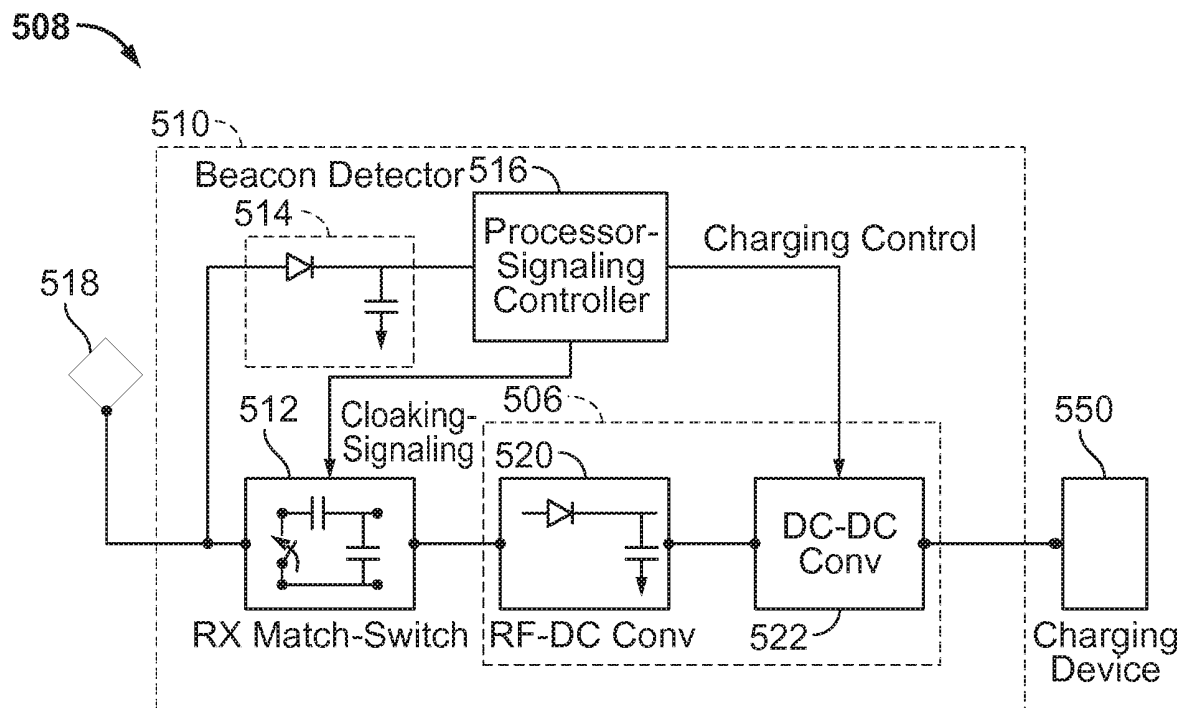 508
510
Beacon Detector
516
514
Processor-
Signaling
Controller
Charging Control
518
512
Cloaking-
Signaling
506
520
550
DC-DC
Conv
RX Match-Switch
RF-DC Conv
522
Charging
Device